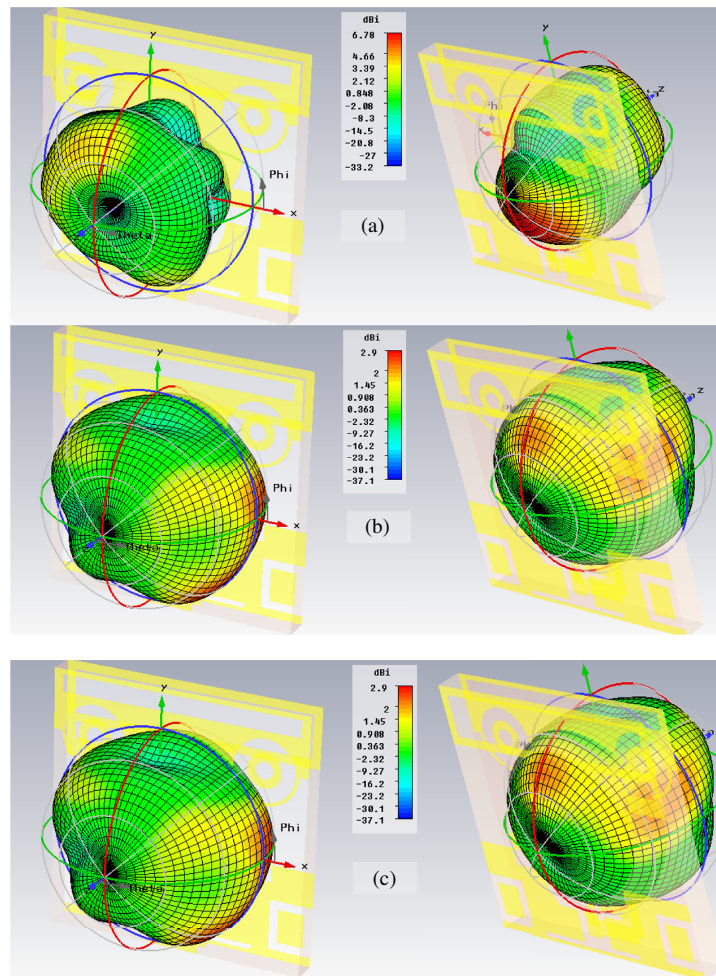 dBi
6.78
4.66
3.39
2.12
0.848
-2.08
-8.3
-14.5
-20.8
-27
-33.2
y
Phi
x
Theta
y
z
x
(a)
dBi
2.9
2
1.45
0.908
0.363
-2.32
-9.27
-16.2
-23.2
-30.1
-37.1
y
Phi
x
Theta
z
(b)
dBi
2.9
2
1.45
0.908
0.363
-2.32
-9.27
-16.2
-23.2
-30.1
-37.1
y
Phi
x
Theta
z
(c)